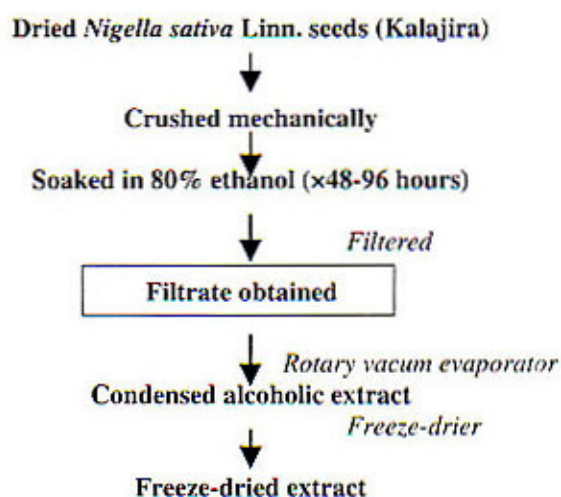 Dried Nigella sativa Linn. seeds (Kalajira)
Crushed mechanically
Soaked in 80% ethanol (×48-96 hours)
Filtered
Filtrate obtained
Rotary vacum evaporator
Condensed alcoholic extract
Freeze-drier
Freeze-dried extract